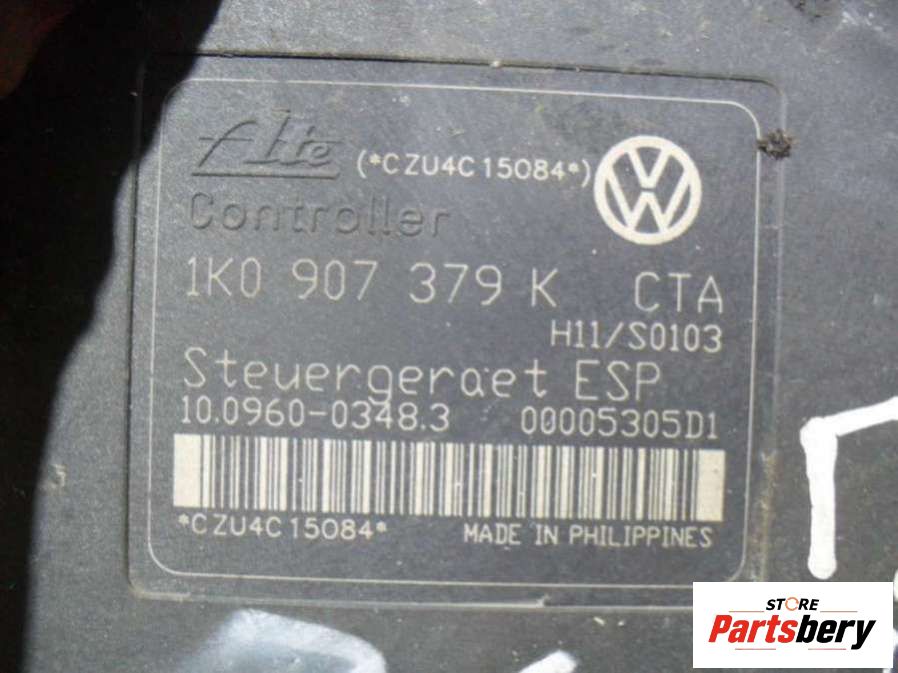 Ate (*CZU4C15084*) VW
Controller
1K0 907 379 K CTA
H11/S0103
Steuergeraet ESP
10.0960-0348.3 00005305D1
*CZU4C15084* MADE IN PHILIPPINES
STORE
Partsbery